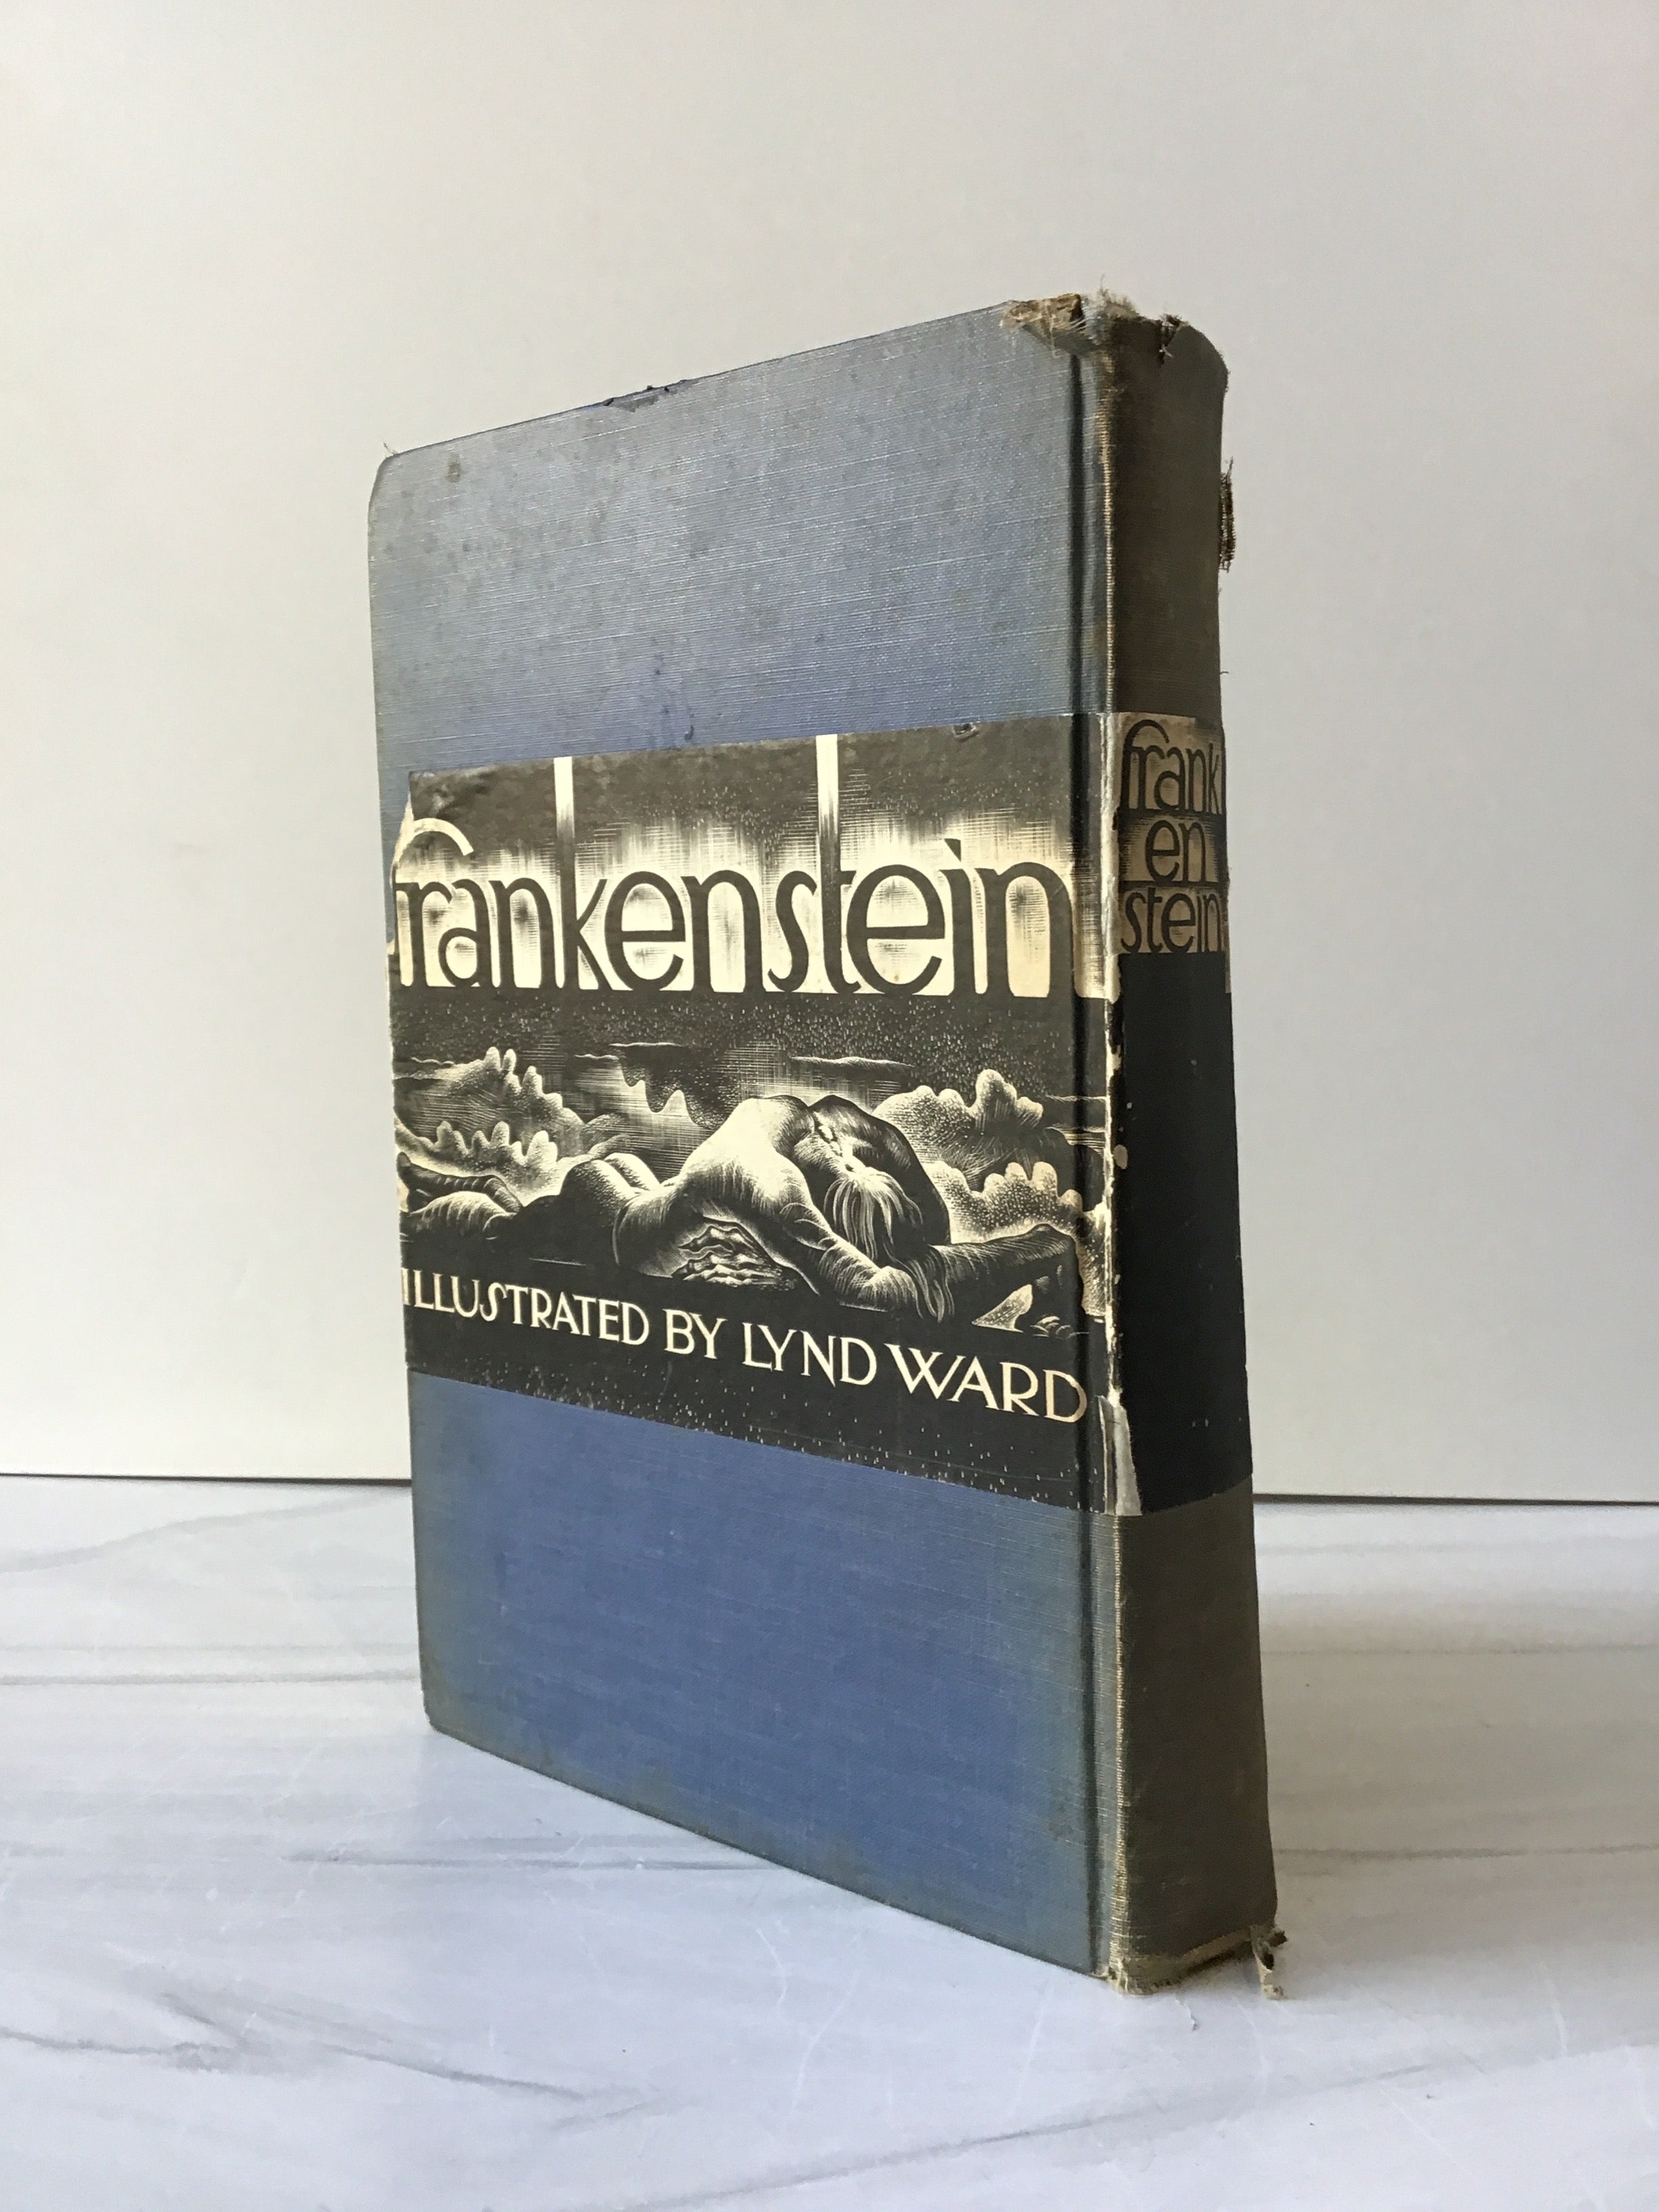 frankenstein
ILLUSTRATED BY LYND WARD
frank
en
stein